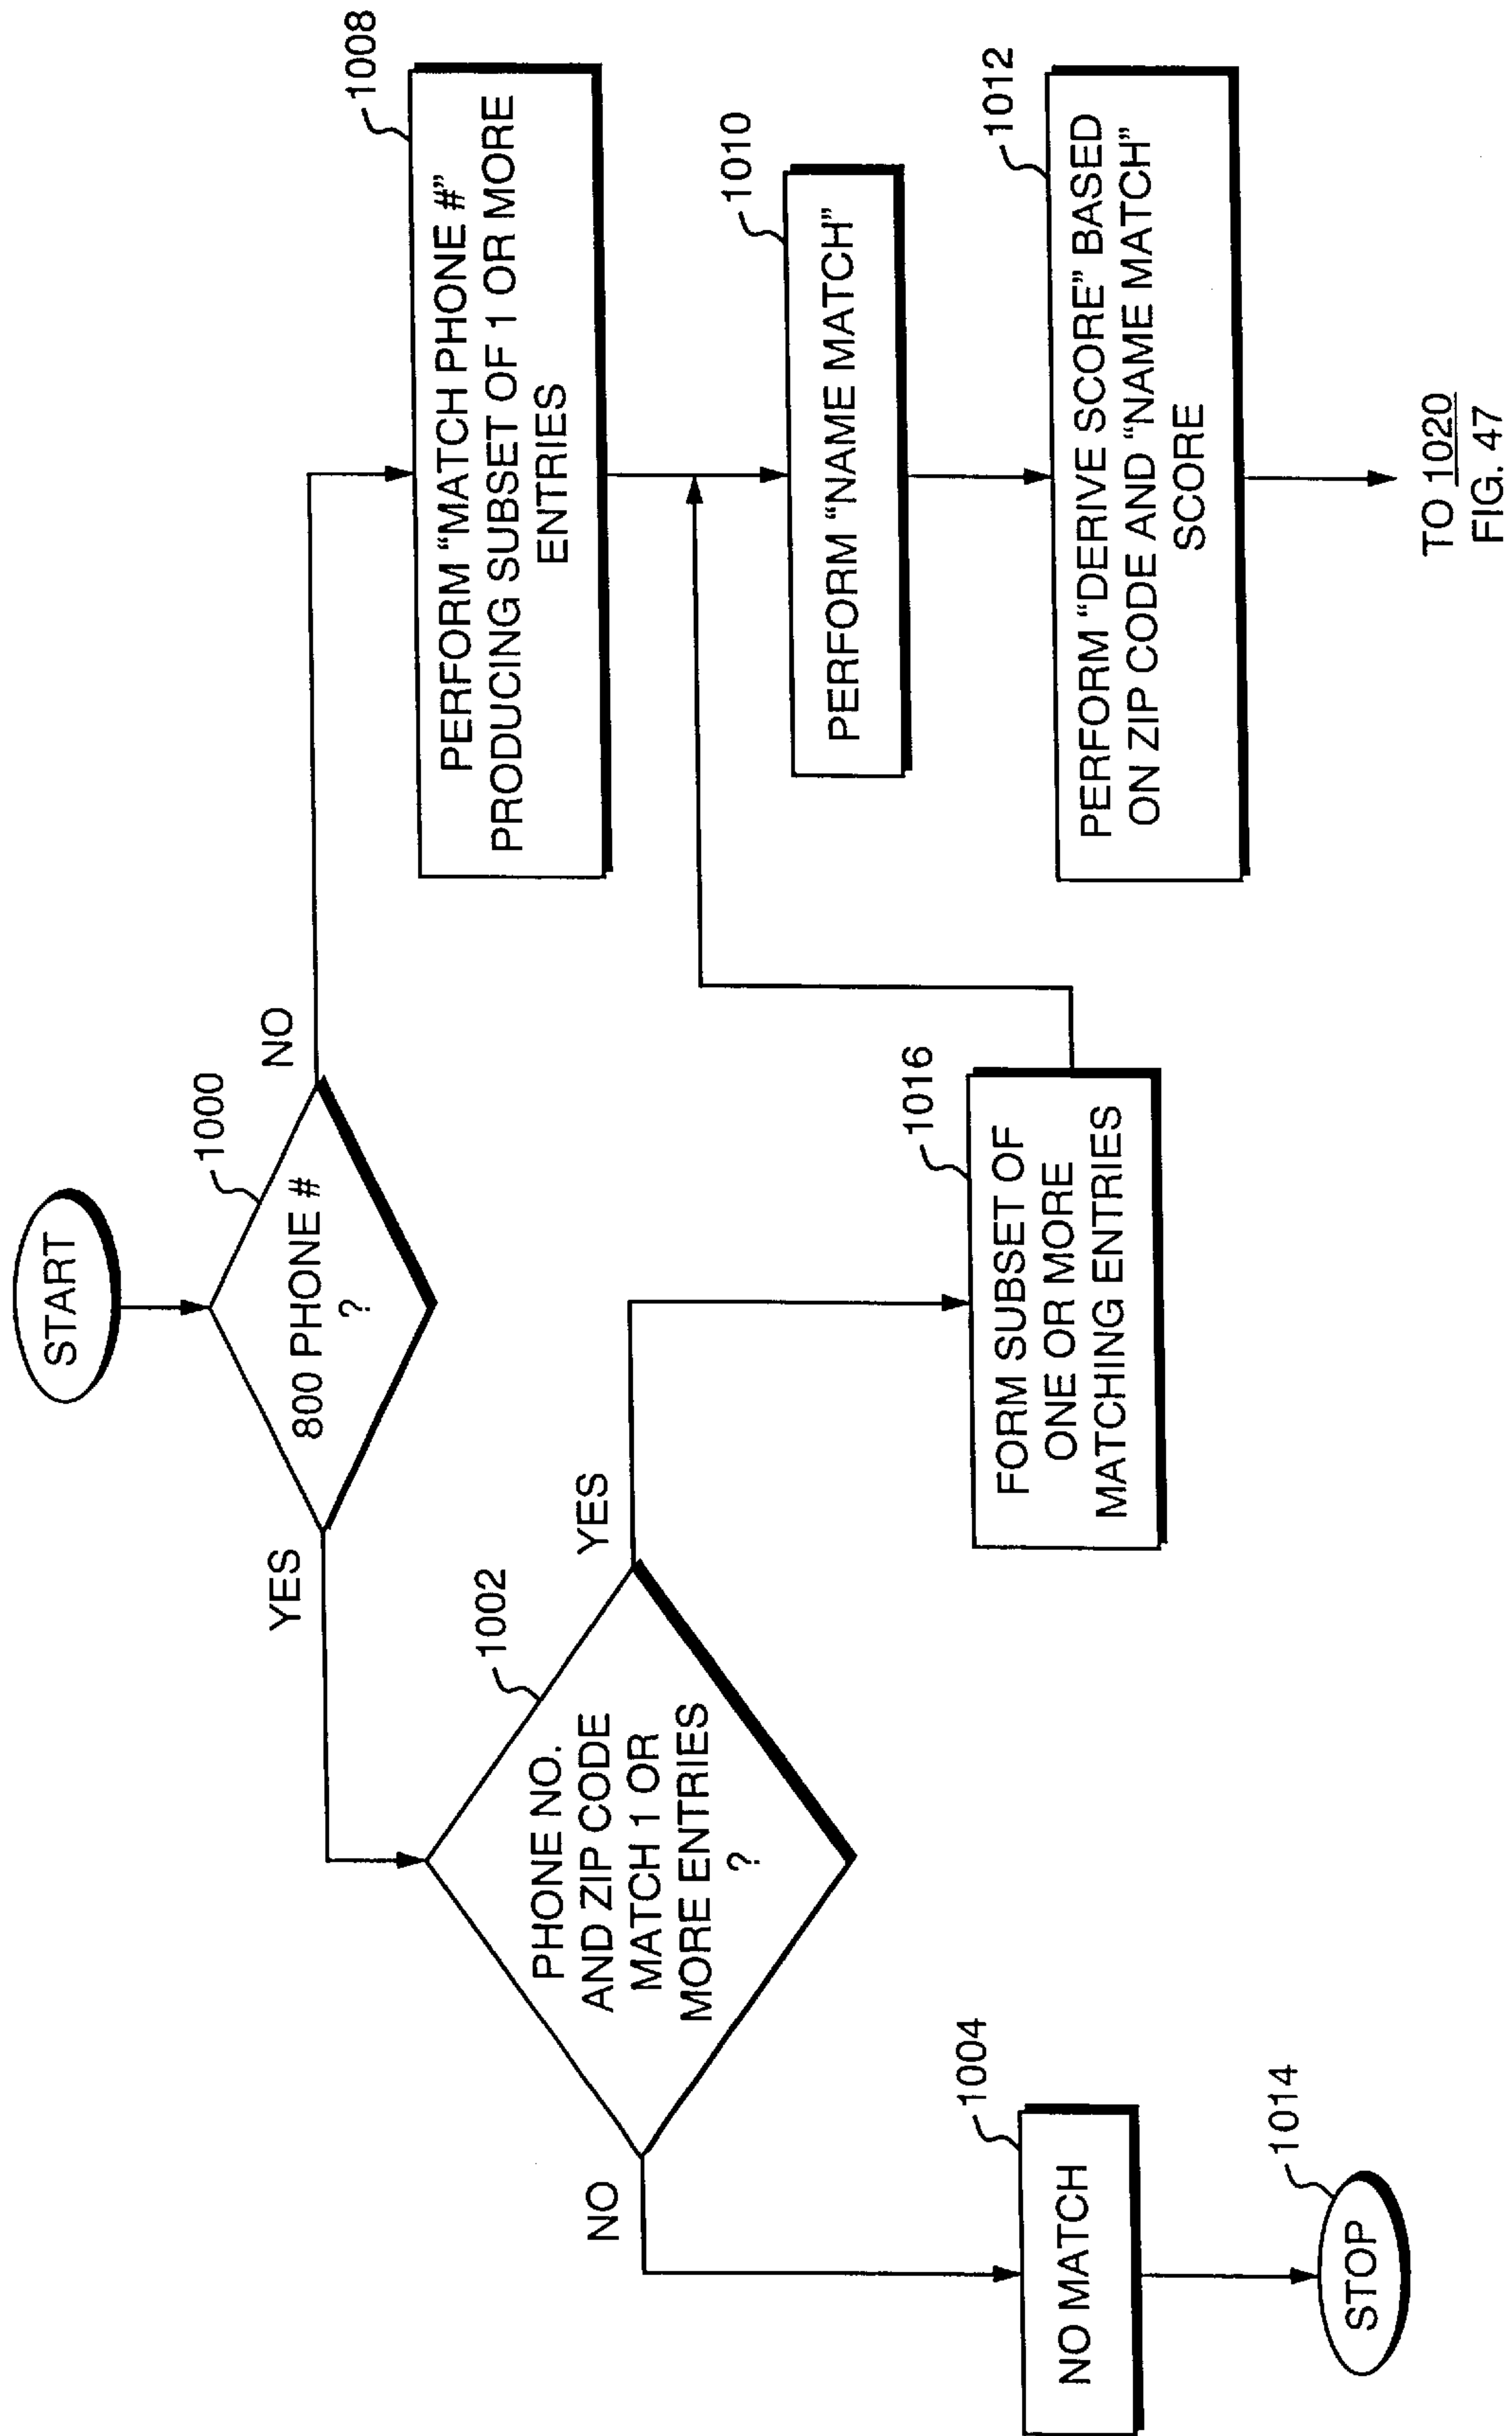 START
1000
800 PHONE #
?
YES
NO
1002
PHONE NO.
AND ZIP CODE
MATCH 1 OR
MORE ENTRIES
?
NO
YES
1004
NO MATCH
1014
STOP
1016
FORM SUBSET OF
ONE OR MORE
MATCHING ENTRIES
1008
PERFORM “MATCH PHONE #”
PRODUCING SUBSET OF 1 OR MORE
ENTRIES
1010
PERFORM “NAME MATCH”
1012
PERFORM “DERIVE SCORE” BASED
ON ZIP CODE AND “NAME MATCH”
SCORE
TO 1020
FIG. 47